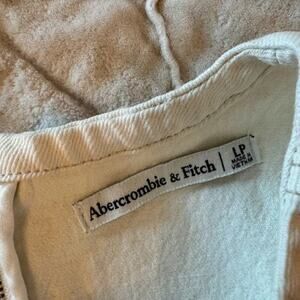 Abercrombie & Fitch
LP
MADE IN
VIETNAM